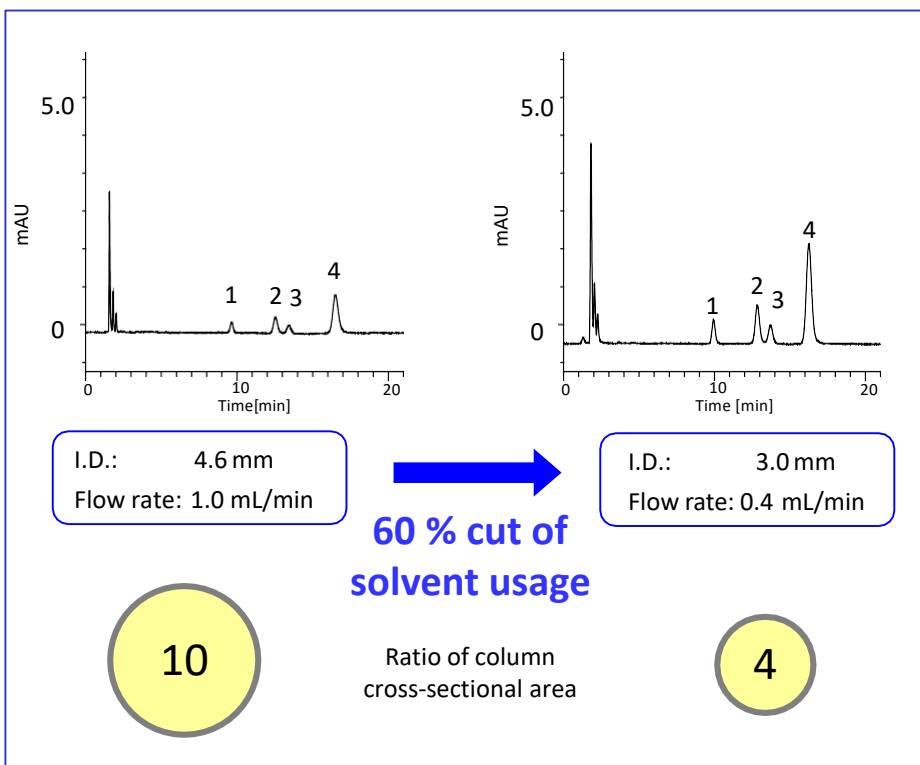 5.0
mAU
0
1
2
3
4
0
10
20
Time[min]
5.0
mAU
0
1
2
3
4
0
10
20
Time [min]
I.D.: 4.6 mm
Flow rate: 1.0 mL/min
60 % cut of
solvent usage
I.D.: 3.0 mm
Flow rate: 0.4 mL/min
10
Ratio of column
cross-sectional area
4